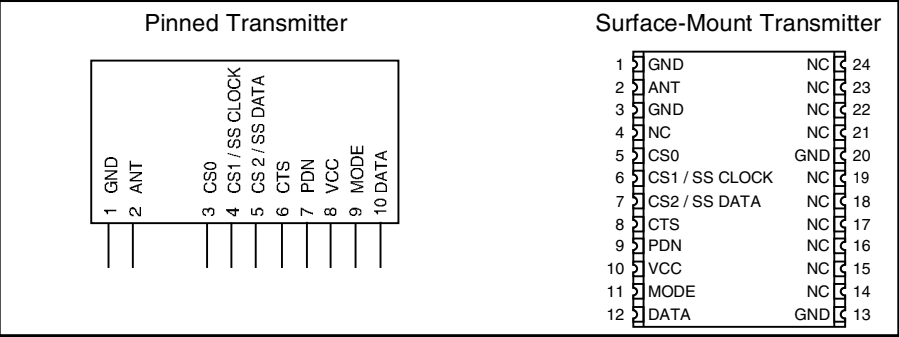 Pinned Transmitter
1 GND
2 ANT
3 CS0
4 CS1 / SS CLOCK
5 CS 2 / SS DATA
6 CTS
7 PDN
8 VCC
9 MODE
10 DATA
Surface-Mount Transmitter
1 GND NC 24
2 ANT NC 23
3 GND NC 22
4 NC NC 21
5 CS0 GND 20
6 CS1 / SS CLOCK NC 19
7 CS2 / SS DATA NC 18
8 CTS NC 17
9 PDN NC 16
10 VCC NC 15
11 MODE NC 14
12 DATA GND 13